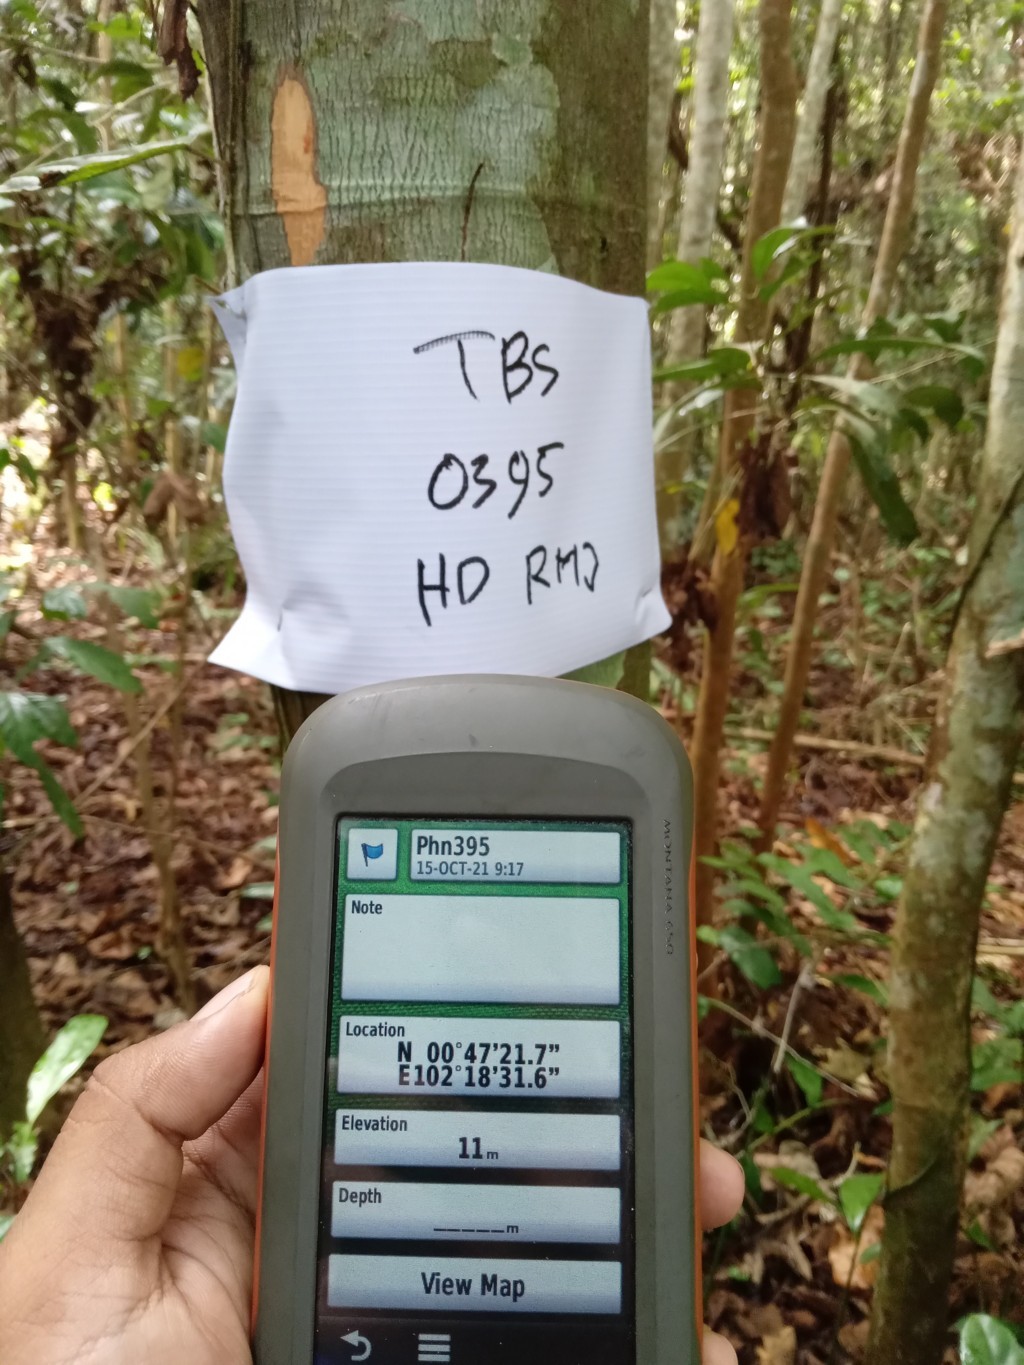 TBS
0395
HD RMJ
MONTANA 650
Phn395
15-OCT-21 9:17
Note
Location
N 00°47'21.7"
E102°18'31.6"
Elevation
11m
Depth
_____m
View Map